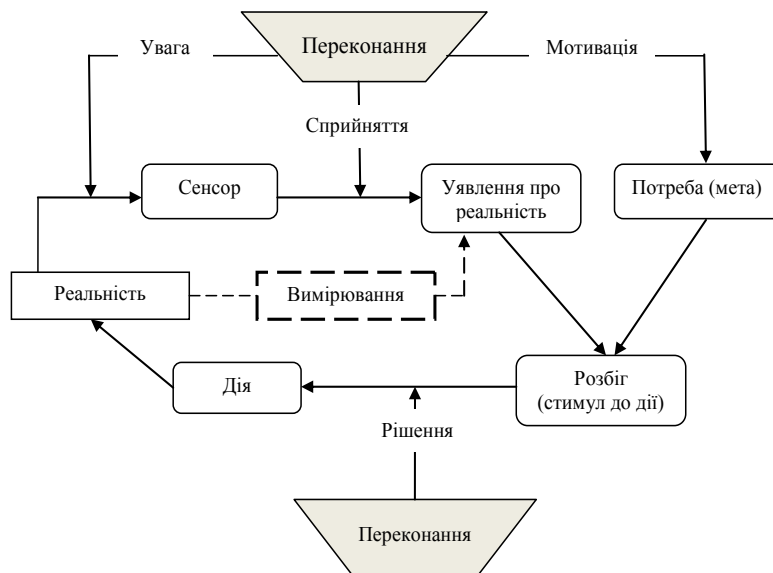 Увага
Переконання
Мотивація
Сприйняття
Сенсор
Уявлення про
реальність
Потреба (мета)
Реальність
Вимірювання
Дія
Розбіг
(стимул до дії)
Рішення
Переконання